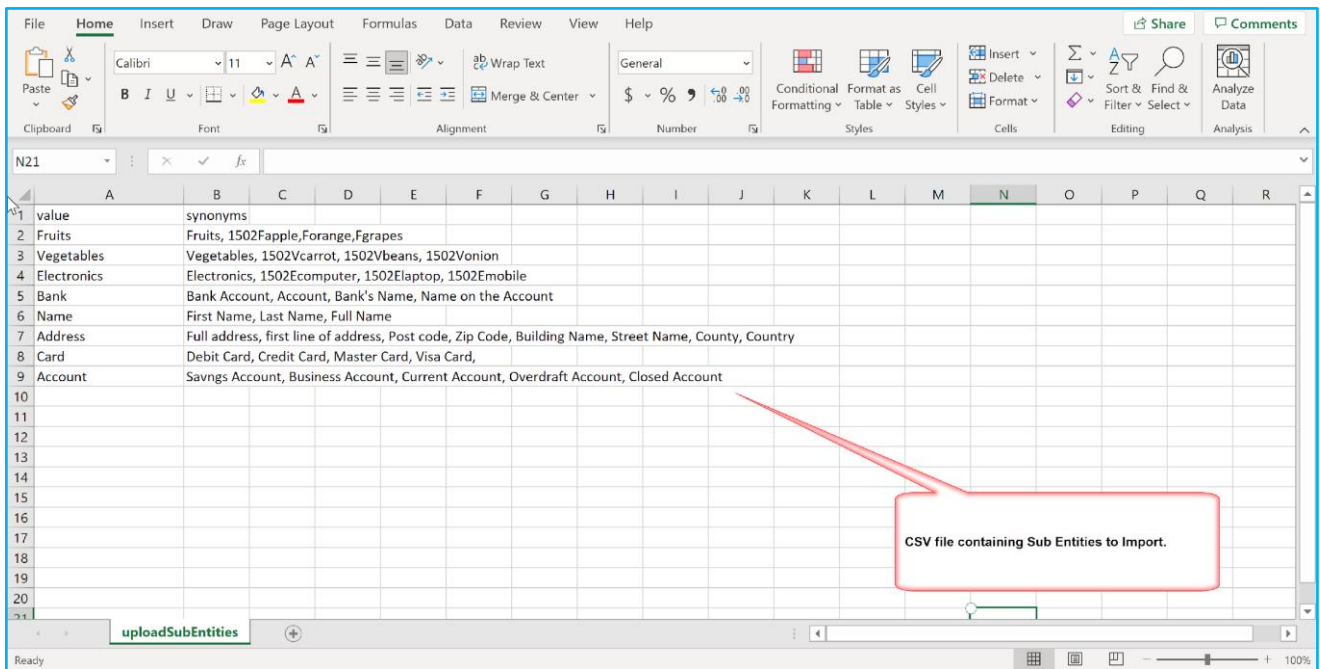 File Home Insert Draw Page Layout Formulas Data Review View Help Share Comments
Calibri 11 A^ A˅ ab Wrap Text General Insert
Paste B I U A Merge & Center $ % 9 Conditional Formatting Format as Table Cell Styles Delete Format Sort & Filter Find & Select Analyze Data
Clipboard Font Alignment Number Styles Cells Editing Analysis
N21 fx
A B C D E F G H I J K L M N O P Q R
1 value synonyms
2 Fruits Fruits, 1502Fapple,Forange,Fgrapes
3 Vegetables Vegetables, 1502Vcarrot, 1502Vbeans, 1502Vonion
4 Electronics Electronics, 1502Ecomputer, 1502Elaptop, 1502Emobile
5 Bank Bank Account, Account, Bank's Name, Name on the Account
6 Name First Name, Last Name, Full Name
7 Address Full address, first line of address, Post code, Zip Code, Building Name, Street Name, County, Country
8 Card Debit Card, Credit Card, Master Card, Visa Card,
9 Account Savngs Account, Business Account, Current Account, Overdraft Account, Closed Account
10
11
12
13
14
15
16
17 CSV file containing Sub Entities to Import.
18
19
20
21
uploadSubEntities
Ready 100%